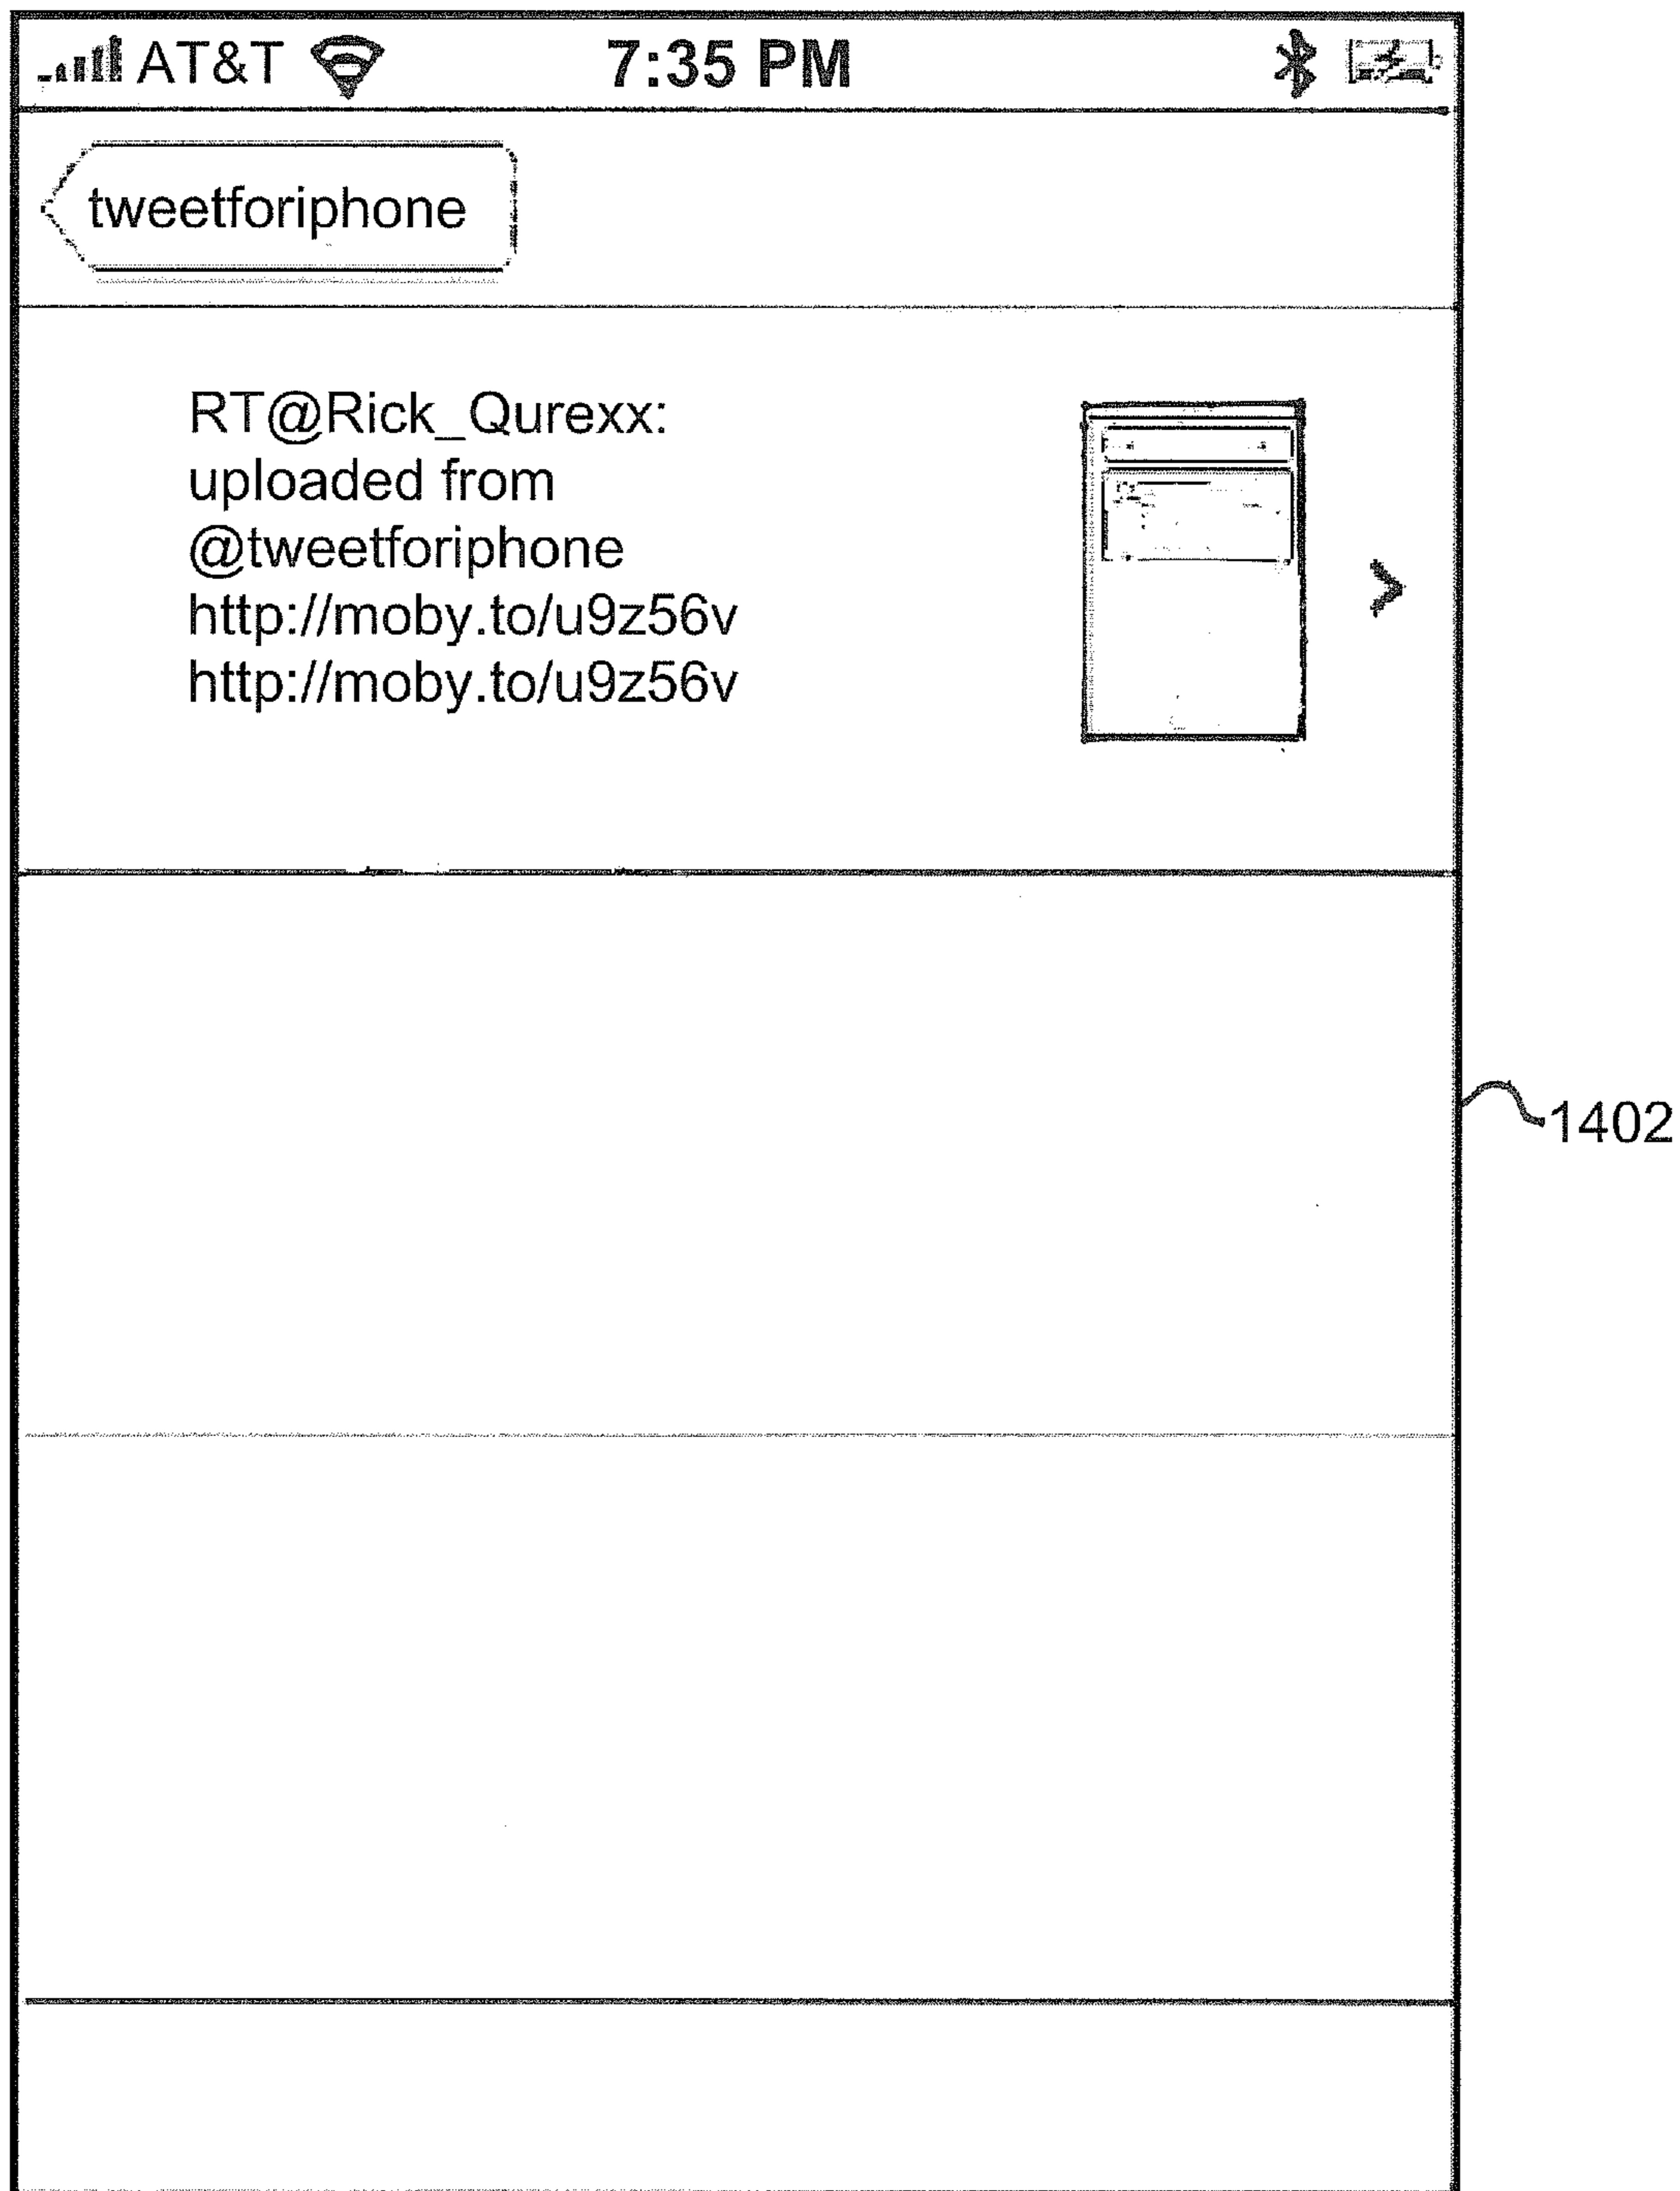 AT&T 7:35 PM
tweetforiphone
RT@Rick_Qurexx:
uploaded from
@tweetforiphone
http://moby.to/u9z56v
http://moby.to/u9z56v
1402